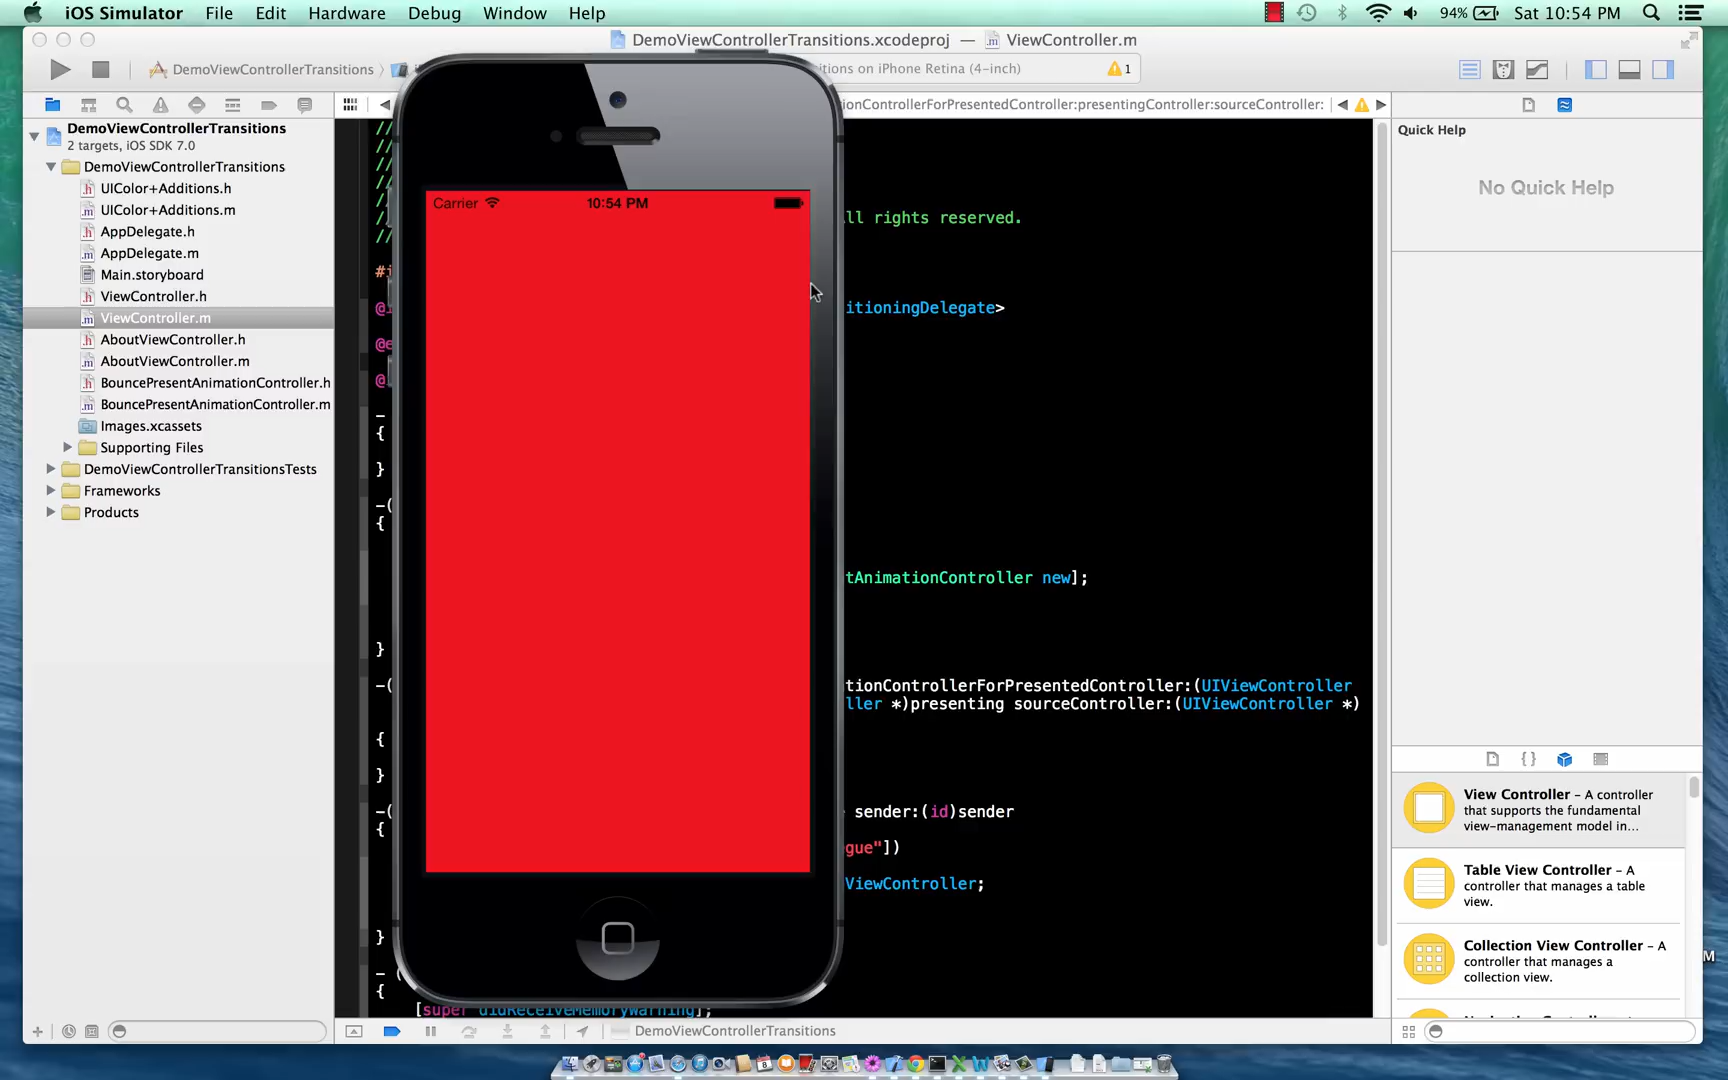 iOS Simulator File Edit Hardware Debug Window Help 94% Sat 10:54 PM
DemoViewControllerTransitions.xcodeproj — ViewController.m
DemoViewControllerTransitions
itions on iPhone Retina (4-inch)
1
ionControllerForPresentedController:presentingController:sourceController:
DemoViewControllerTransitions
2 targets, iOS SDK 7.0
DemoViewControllerTransitions
UIColor+Additions.h
UIColor+Additions.m
AppDelegate.h
AppDelegate.m
Main.storyboard
ViewController.h
ViewController.m
AboutViewController.h
AboutViewController.m
BouncePresentAnimationController.h
BouncePresentAnimationController.m
Images.xcassets
Supporting Files
DemoViewControllerTransitionsTests
Frameworks
Products
Carrier 10:54 PM
//
//
//
//
//
// ll rights reserved.
//
#i
@i itioningDelegate>
@e
@i
-
{
}
-(
{
tAnimationController new];
}
-( tionControllerForPresentedController:(UIViewController
ller *)presenting sourceController:(UIViewController *)
{
}
-( sender:(id)sender
{
gue"])
ViewController;
}
- (
{
[super didReceiveMemoryWarning];
DemoViewControllerTransitions
Quick Help
No Quick Help
View Controller – A controller
that supports the fundamental
view-management model in...
Table View Controller – A
controller that manages a table
view.
Collection View Controller – A
controller that manages a
collection view.
M